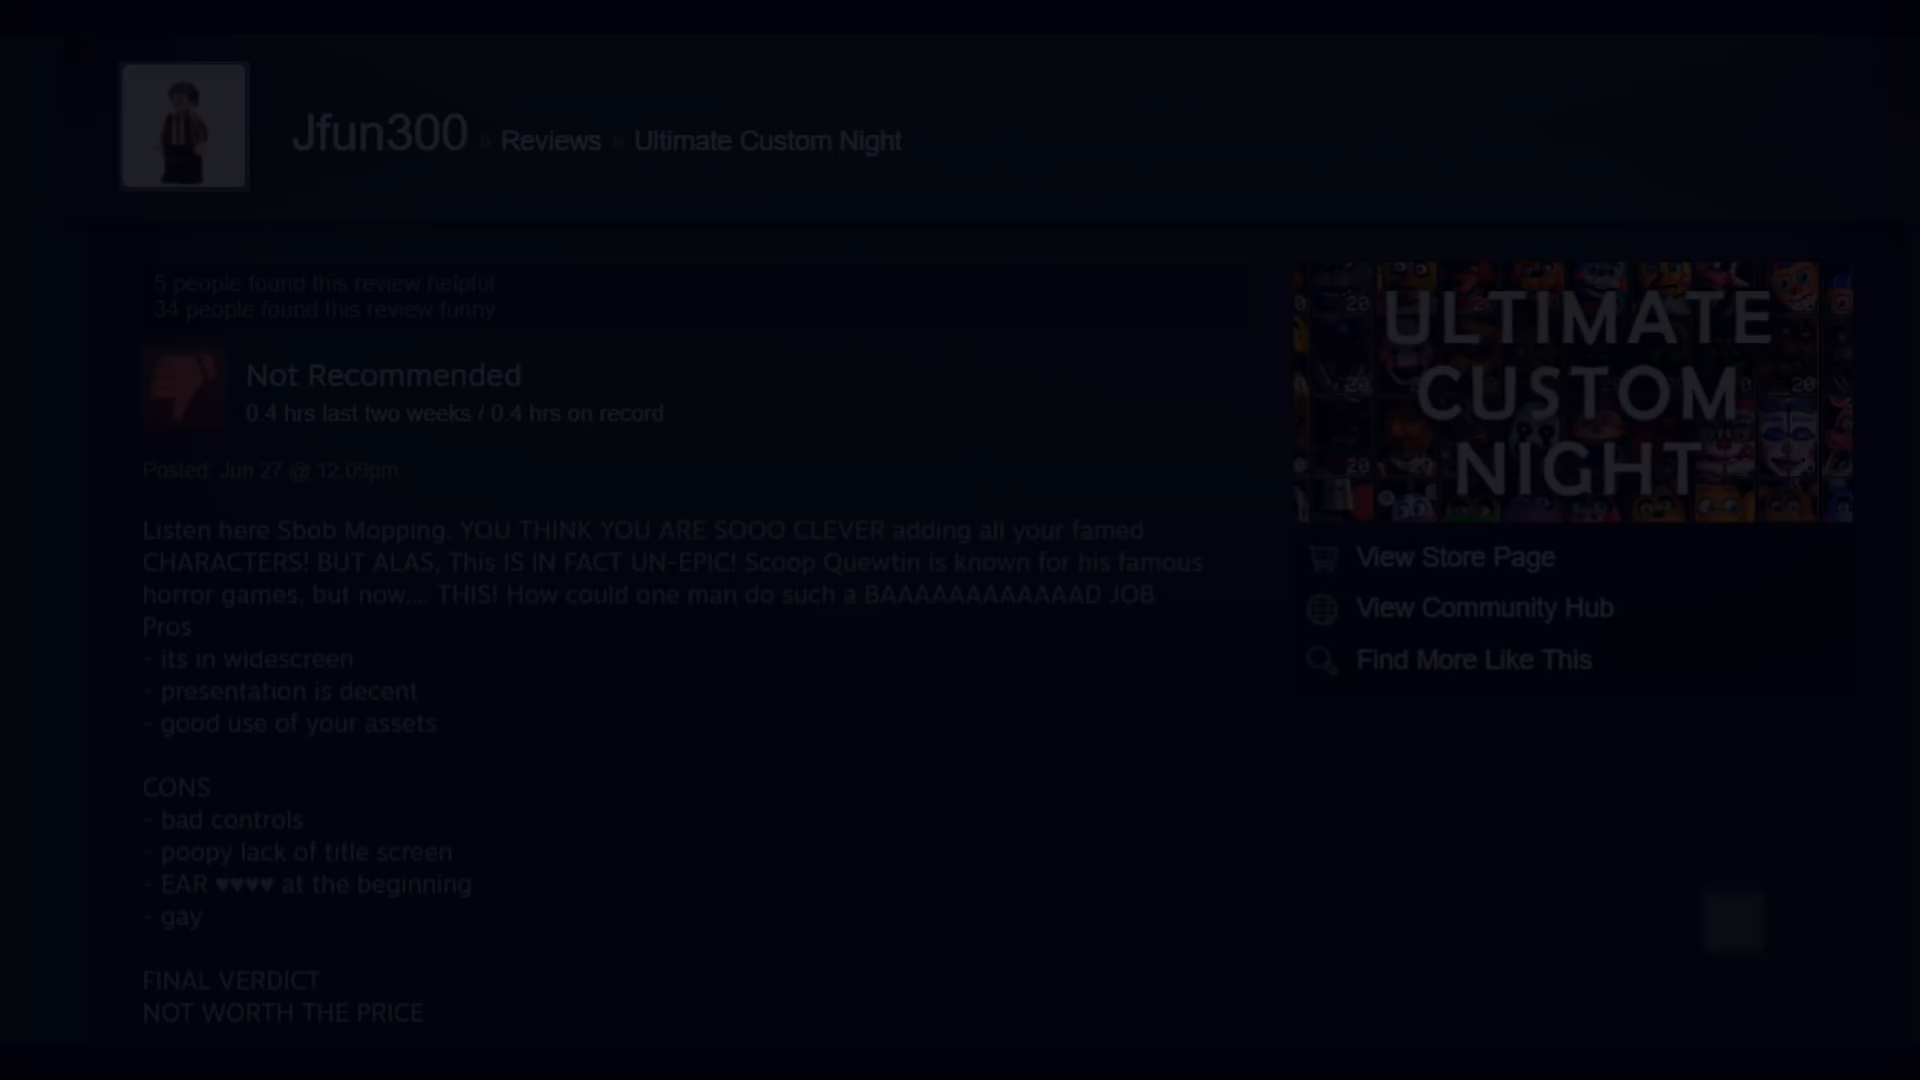 Jfun300 » Reviews » Ultimate Custom Night
5 people found this review helpful
34 people found this review funny
Not Recommended
0.4 hrs last two weeks / 0.4 hrs on record
Posted: Jun 27 @ 12:09pm
Listen here Sbob Mopping. YOU THINK YOU ARE SOOO CLEVER adding all your famed
CHARACTERS! BUT ALAS, This IS IN FACT UN-EPIC! Scoop Quewtin is known for his famous
horror games, but now.... THIS! How could one man do such a BAAAAAAAAAAAAD JOB
Pros
- its in widescreen
- presentation is decent
- good use of your assets
CONS
- bad controls
- poopy lack of title screen
- EAR ♥♥♥♥ at the beginning
- gay
FINAL VERDICT
NOT WORTH THE PRICE
ULTIMATE
CUSTOM
NIGHT
View Store Page
View Community Hub
Find More Like This